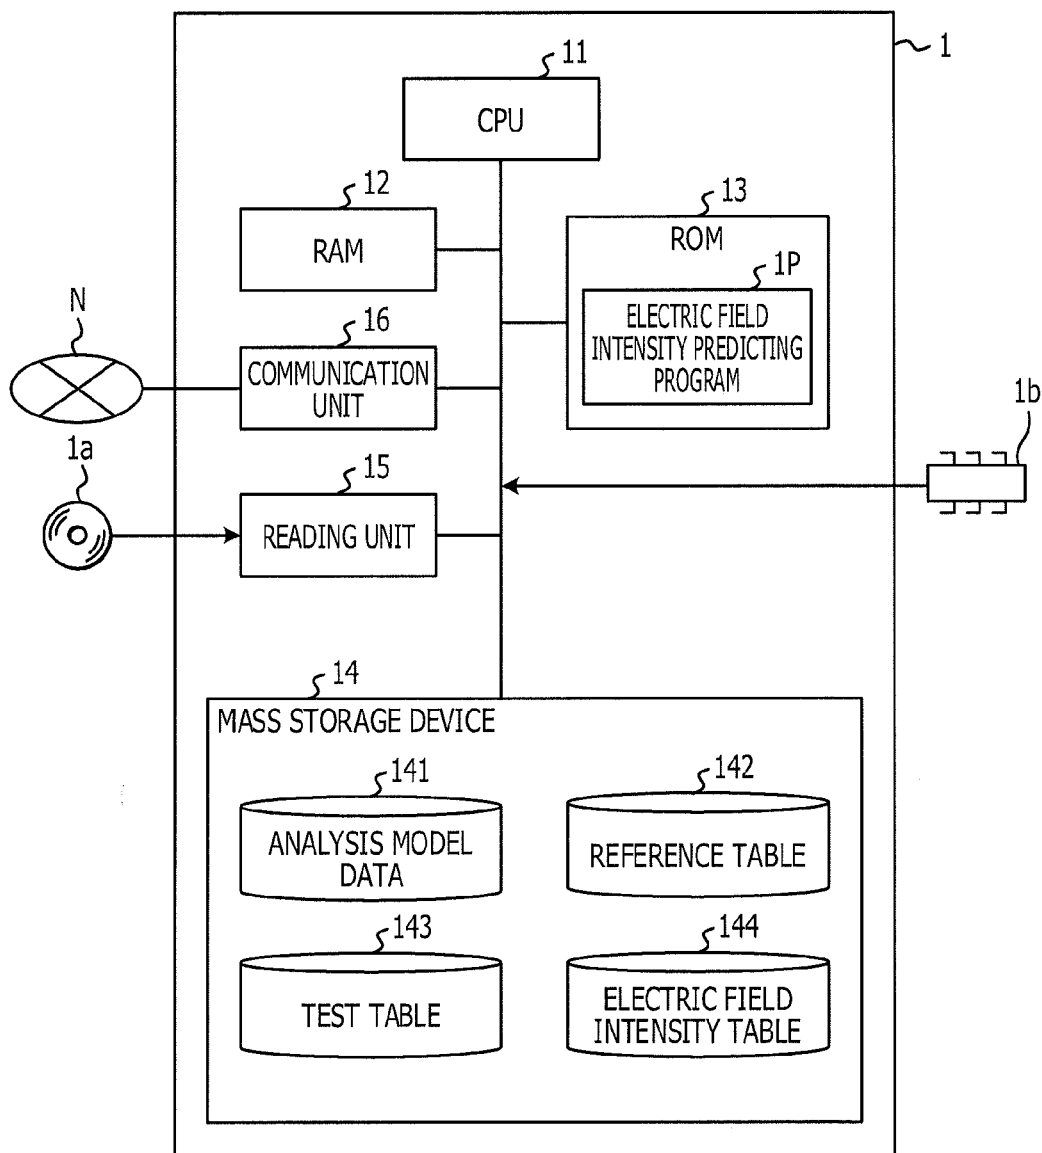 1
11
CPU
12
RAM
13
ROM
1P
ELECTRIC FIELD
INTENSITY PREDICTING
PROGRAM
N
16
COMMUNICATION
UNIT
1b
1a
15
READING UNIT
14
MASS STORAGE DEVICE
141
ANALYSIS MODEL
DATA
142
REFERENCE TABLE
143
TEST TABLE
144
ELECTRIC FIELD
INTENSITY TABLE